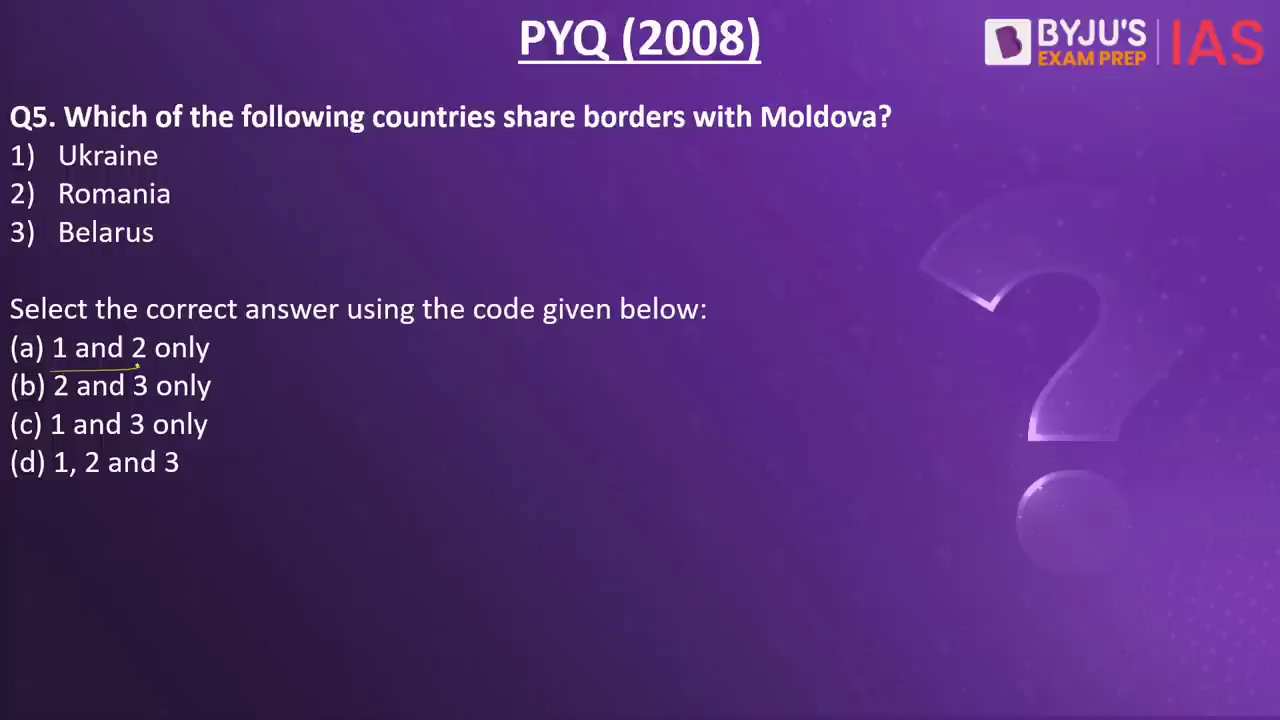 PYQ (2008)
BYJU'S
EXAM PREP
IAS
Q5. Which of the following countries share borders with Moldova?
1) Ukraine
2) Romania
3) Belarus
Select the correct answer using the code given below:
(a) 1 and 2 only
(b) 2 and 3 only
(c) 1 and 3 only
(d) 1, 2 and 3